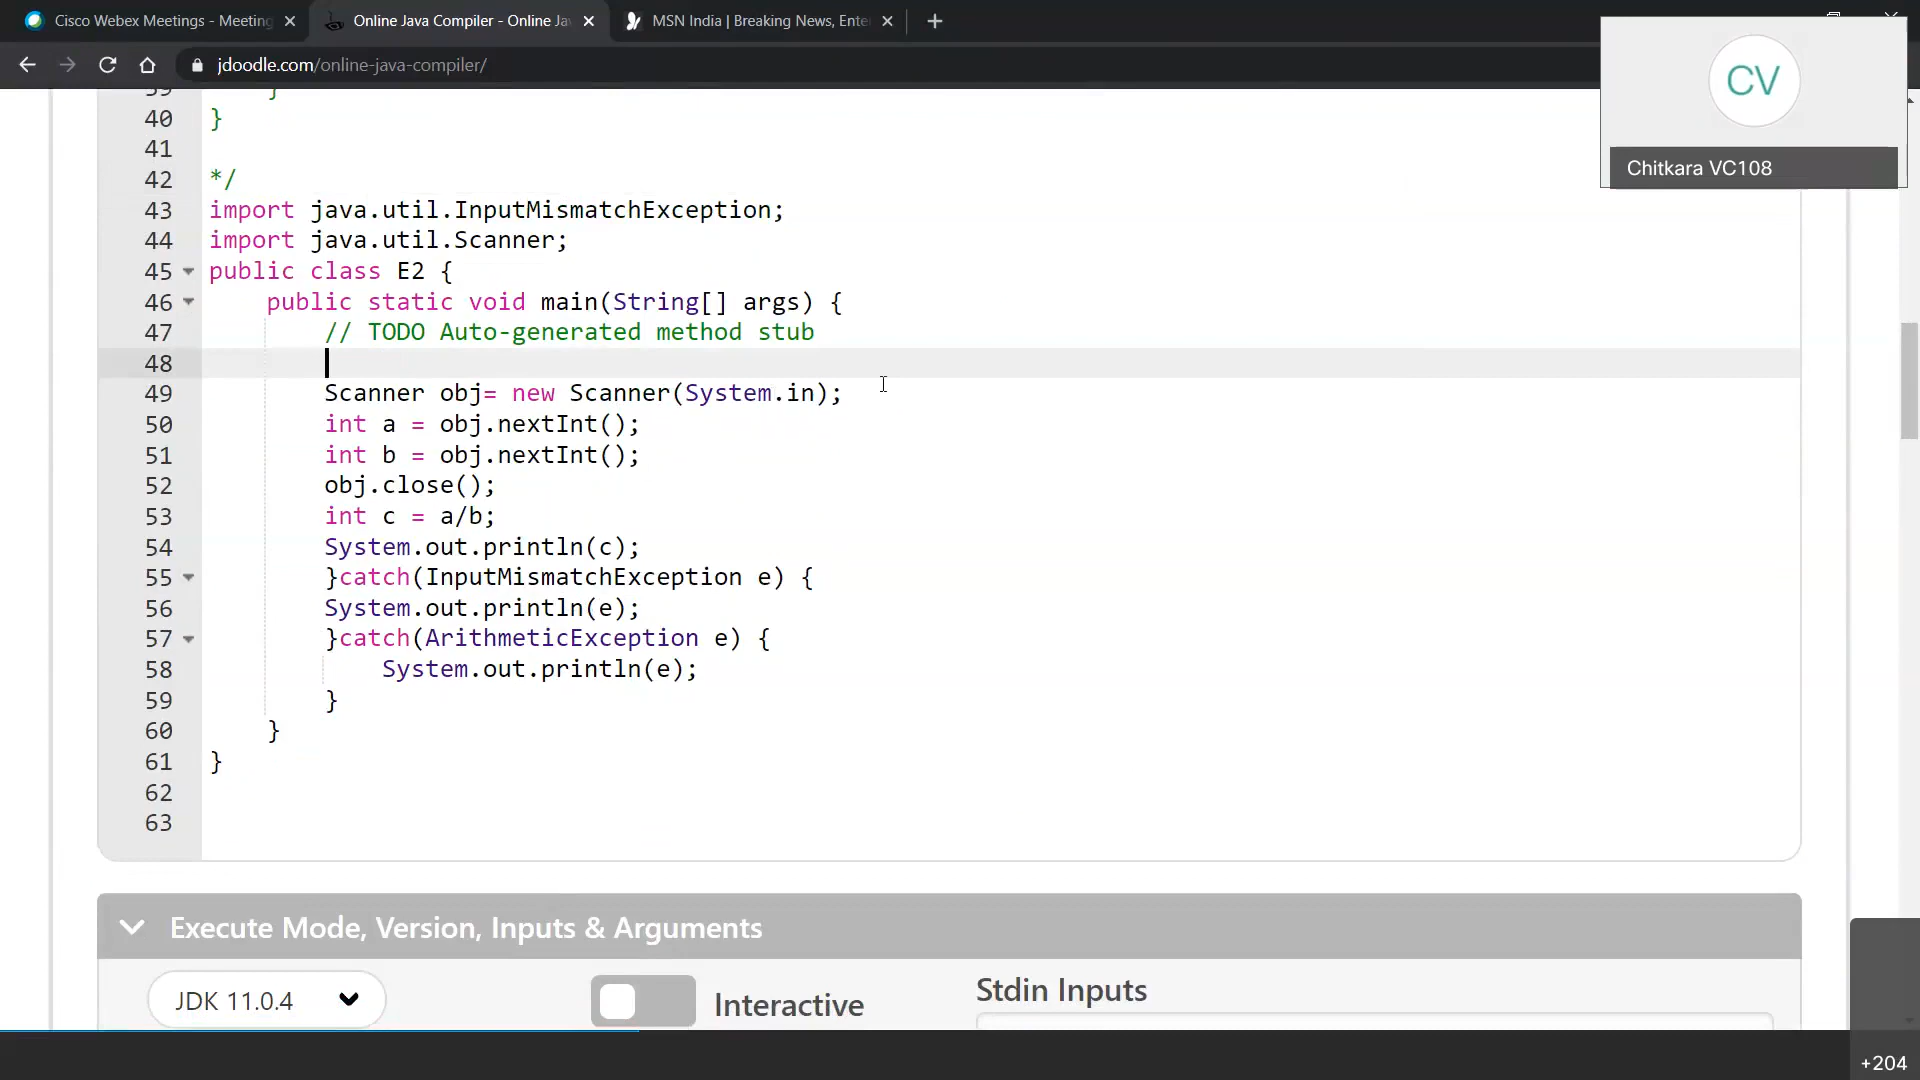 Cisco Webex Meetings - Meeting
Online Java Compiler - Online Ja
MSN India | Breaking News, Ente
jdoodle.com/online-java-compiler/
CV
Chitkara VC108
39 }
40 }
41
42 */
43 import java.util.InputMismatchException;
44 import java.util.Scanner;
45 public class E2 {
46 public static void main(String[] args) {
47 // TODO Auto-generated method stub
48
49 Scanner obj= new Scanner(System.in);
50 int a = obj.nextInt();
51 int b = obj.nextInt();
52 obj.close();
53 int c = a/b;
54 System.out.println(c);
55 }catch(InputMismatchException e) {
56 System.out.println(e);
57 }catch(ArithmeticException e) {
58 System.out.println(e);
59 }
60 }
61 }
62
63
Execute Mode, Version, Inputs & Arguments
JDK 11.0.4
Interactive
Stdin Inputs
+204